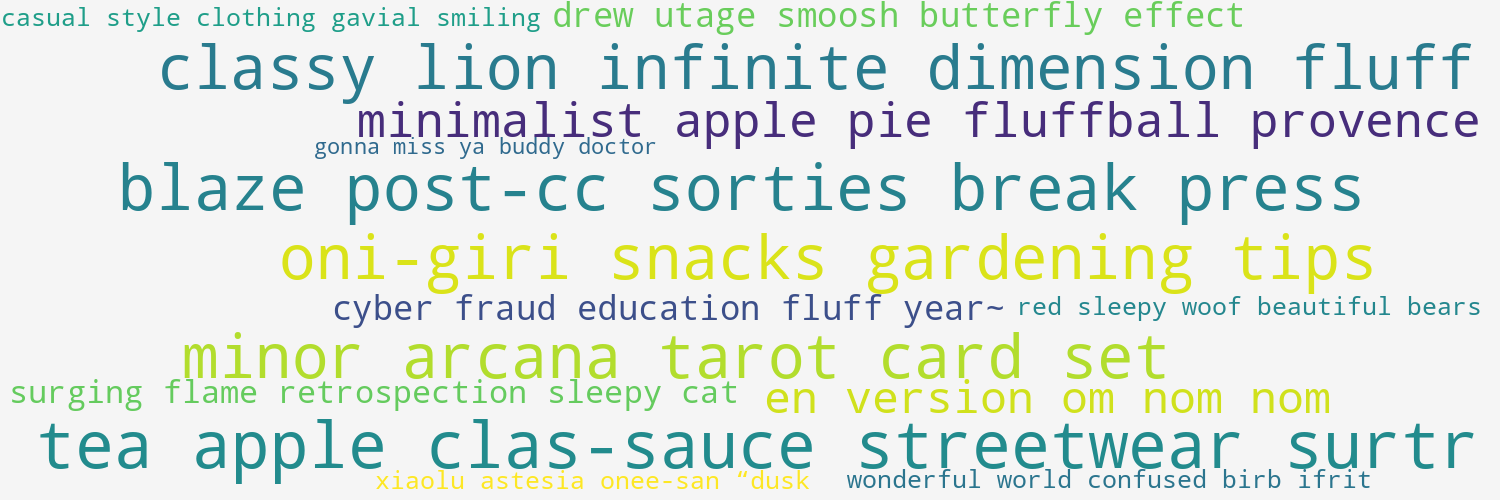 casual style clothing gavial smiling
drew utage smoosh butterfly effect
classy lion infinite dimension fluff
minimalist apple pie fluffball provence
gonna miss ya buddy doctor
blaze post-cc sorties break press
oni-giri snacks gardening tips
cyber fraud education fluff year~
red sleepy woof beautiful bears
minor arcana tarot card set
surging flame retrospection sleepy cat
en version om nom nom
tea apple clas-sauce streetwear surtr
xiaolu astesia onee-san “dusk
wonderful world confused birb ifrit